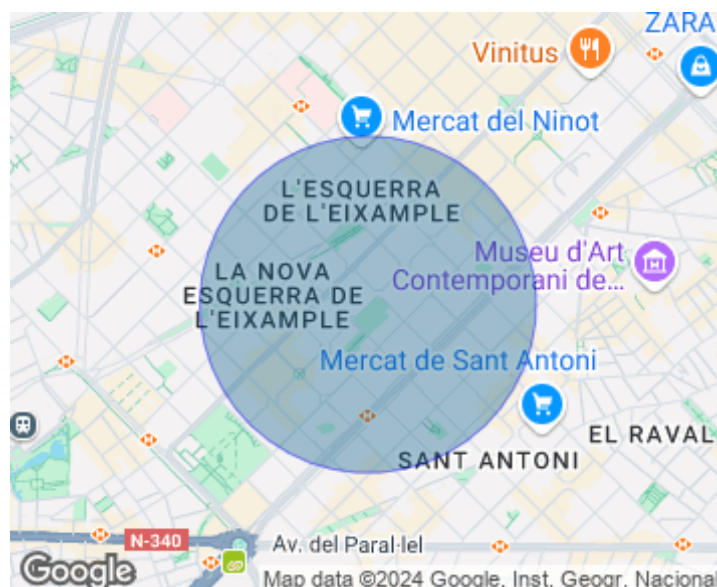 ZARA
Vinitus
Mercat del Ninot
L'ESQUERRA
DE L'EIXAMPLE
Museu d'Art
Contemporani de...
LA NOVA
ESQUERRA DE
L'EIXAMPLE
Mercat de Sant Antoni
EL RAVAL
SANT ANTONI
N-340
Av. del Paral·lel
Google
Map data ©2024 Google, Inst. Geogr. Nacional